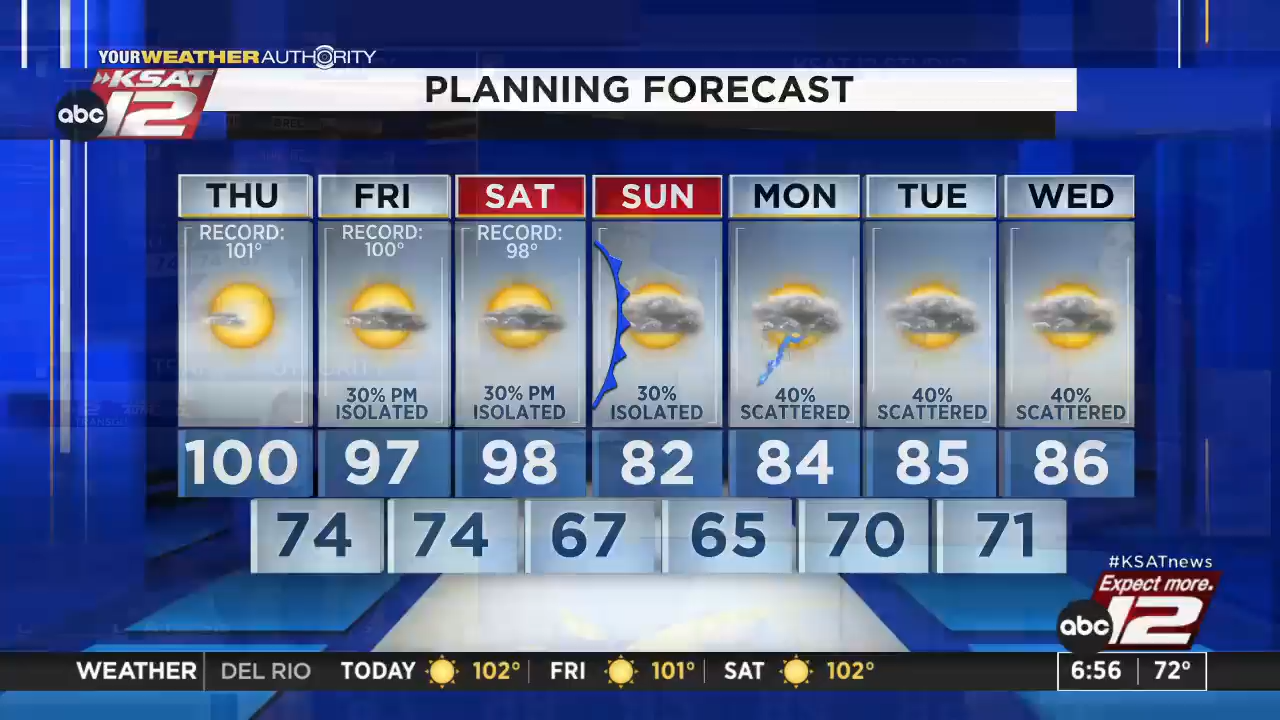 YOURWEATHERAUTHORITY
KSAT
abc 12
PLANNING FORECAST
THU FRI SAT SUN MON TUE WED
RECORD: 101° RECORD: 100° RECORD: 98°
30% PM ISOLATED 30% PM ISOLATED 30% ISOLATED 40% SCATTERED 40% SCATTERED 40% SCATTERED
100 97 98 82 84 85 86
74 74 67 65 70 71
#KSATnews
Expect more.
abc 12
WEATHER DEL RIO TODAY 102° FRI 101° SAT 102° 6:56 72°